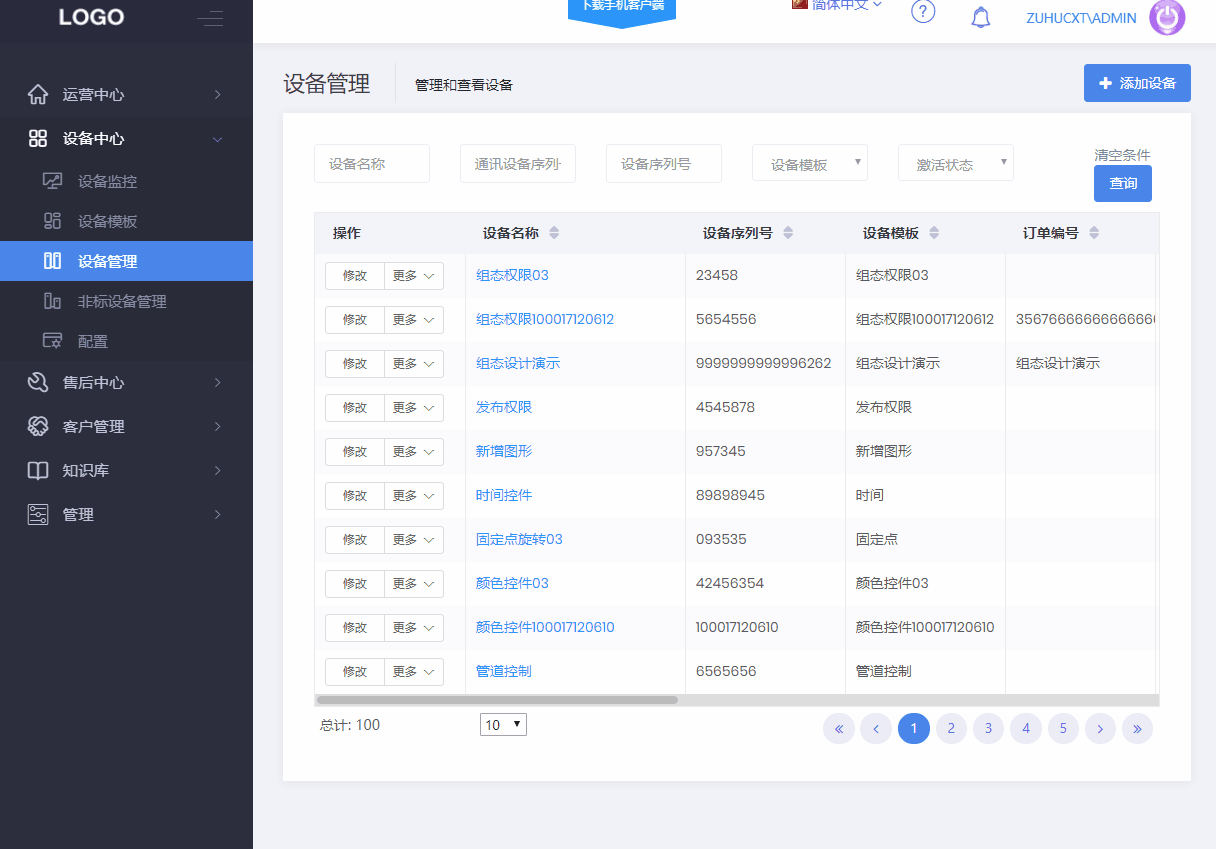 LOGO
下载手机客户端
简体中文
?
ZUHUCXT\ADMIN
运营中心
设备中心
设备监控
设备模板
设备管理
非标设备管理
配置
售后中心
客户管理
知识库
管理
设备管理
管理和查看设备
添加设备
设备名称
通讯设备序列
设备序列号
设备模板
激活状态
清空条件
查询
操作 设备名称 设备序列号 设备模板 订单编号
修改 更多 组态权限03 23458 组态权限03
修改 更多 组态权限100017120612 5654556 组态权限100017120612
修改 更多 组态设计演示 9999999999996262 组态设计演示 组态设计演示
修改 更多 发布权限 4545878 发布权限
修改 更多 新增图形 957345 新增图形
修改 更多 时间控件 89898945 时间
修改 更多 固定点旋转03 093535 固定点
修改 更多 颜色控件03 42456354 颜色控件03
修改 更多 颜色控件100017120610 100017120610 颜色控件100017120610
修改 更多 管道控制 6565656 管道控制
总计: 100
10
« ‹ 1 2 3 4 5 › »